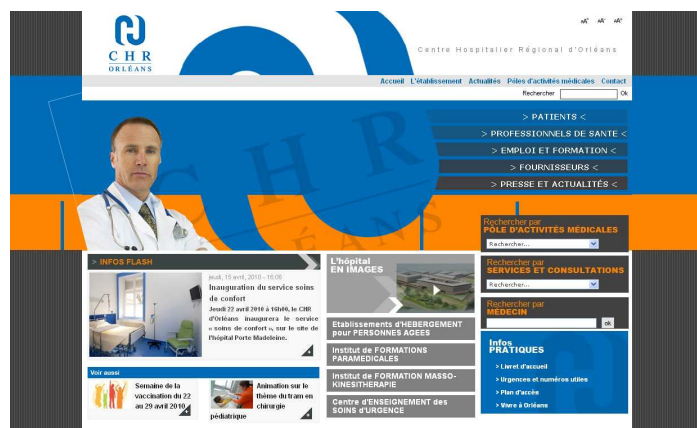 CHR
ORLÉANS
Centre Hospitalier Régional d'Orléans
Accueil L'établissement Actualités Pôles d'activités médicales Contact
Rechercher Ok
> PATIENTS <
> PROFESSIONNELS DE SANTE <
> EMPLOI ET FORMATION <
> FOURNISSEURS <
> PRESSE ET ACTUALITÉS <
CHR
ORLÉANS
Rechercher par
PÔLE D'ACTIVITÉS MÉDICALES
Rechercher...
Rechercher par
SERVICES ET CONSULTATIONS
Rechercher...
Rechercher par
MÉDECIN
ok
> INFOS FLASH
jeudi, 15 avril, 2010 - 16:06
Inauguration du service soins
de confort
Jeudi 22 avril 2010 à 16h00, le CHR
d'Orléans inaugurera le service
« soins de confort », sur le site de
l'hôpital Porte Madeleine.
Voir aussi
Semaine de la
vaccination du 22
au 29 avril 2010
Animation sur le
thème du tram en
chirurgie
pédiatrique
L'hôpital
EN IMAGES
Etablissements d'HEBERGEMENT
pour PERSONNES AGEES
Institut de FORMATIONS
PARAMEDICALES
Institut de FORMATION MASSO-
KINESITHERAPIE
Centre d'ENSEIGNEMENT des
SOINS D'URGENCE
Infos
PRATIQUES
> Livret d'accueil
> Urgences et numéros utiles
> Plan d'accès
> Vivre à Orléans